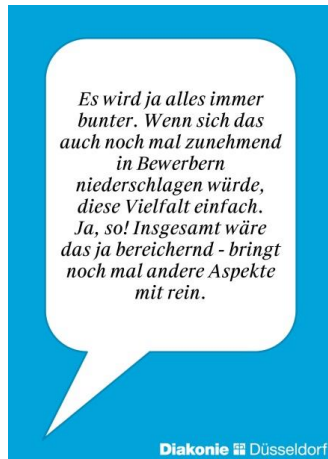 Es wird ja alles immer
bunter. Wenn sich das
auch noch mal zunehmend
in Bewerbern
niederschlagen würde,
diese Vielfalt einfach.
Ja, so! Insgesamt wäre
das ja bereichernd - bringt
noch mal andere Aspekte
mit rein.
Diakonie Düsseldorf